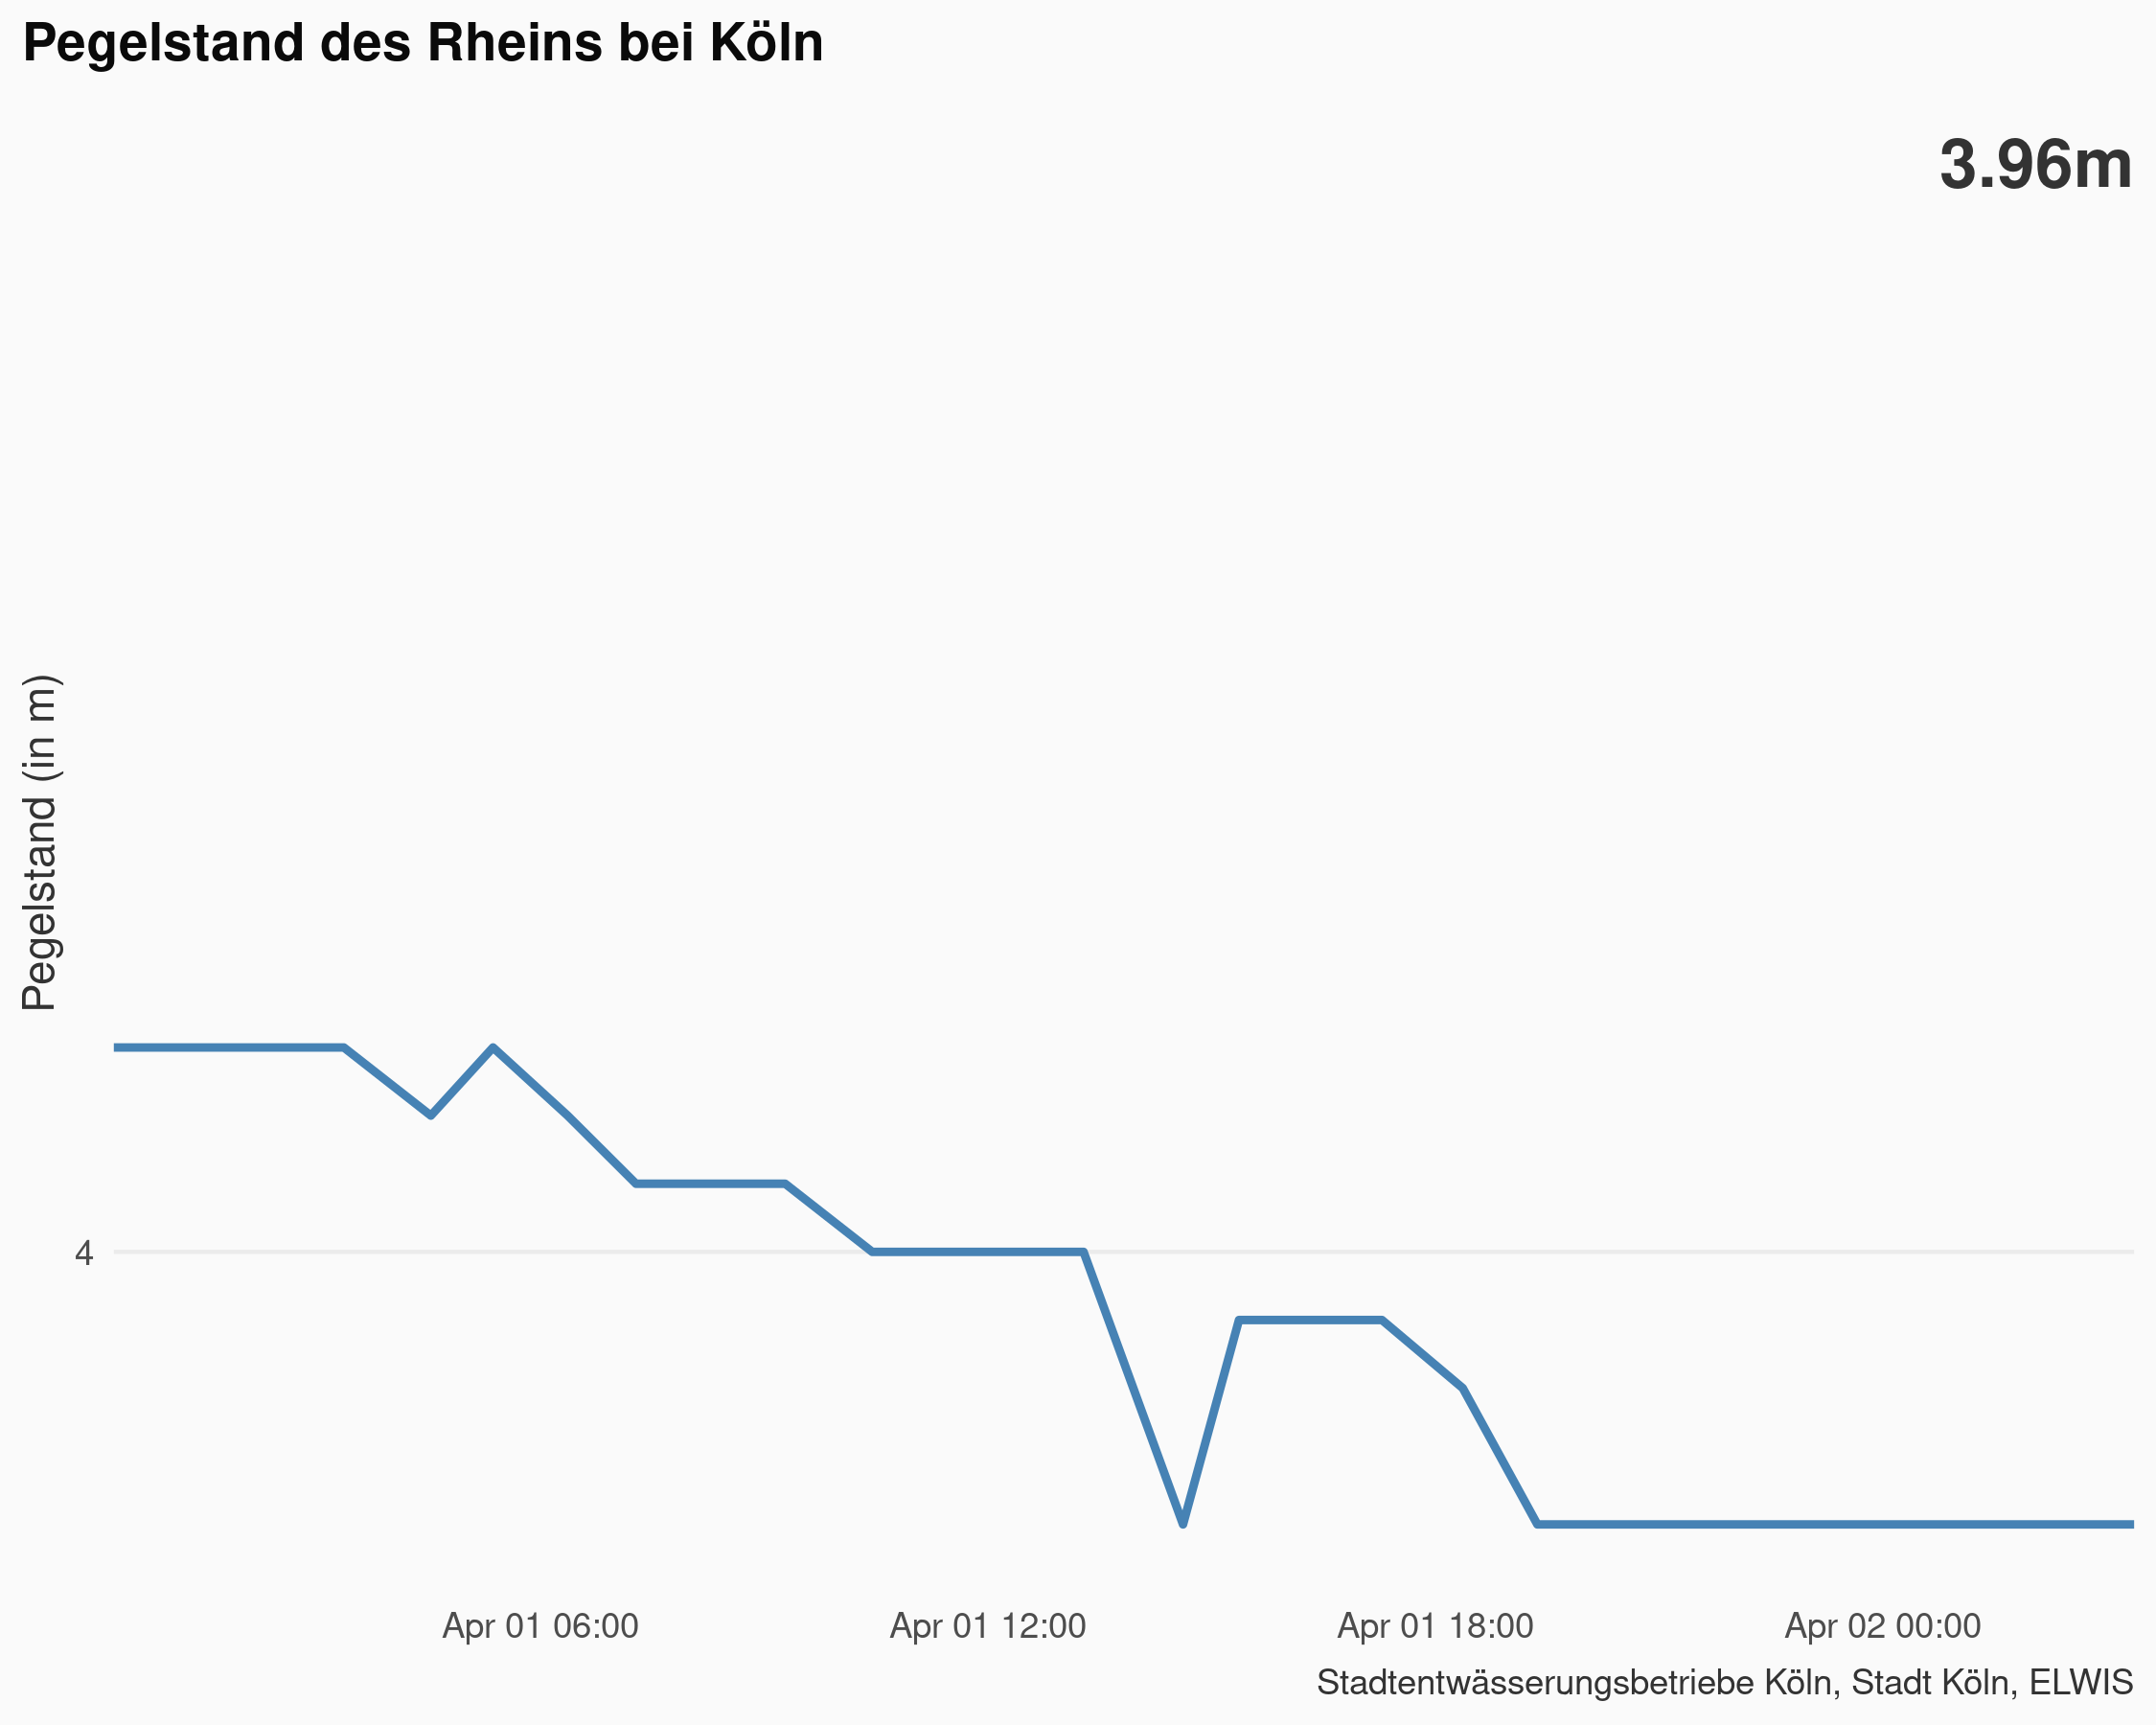 Pegelstand des Rheins bei Köln
3.96m
Pegelstand (in m)
4
Apr 01 06:00
Apr 01 12:00
Apr 01 18:00
Apr 02 00:00
Stadtentwässerungsbetriebe Köln, Stadt Köln, ELWIS